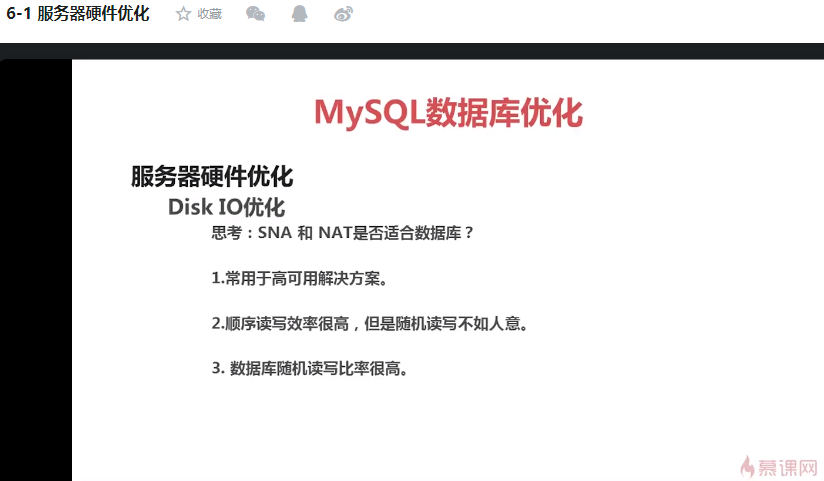 6-1 服务器硬件优化 收藏
MySQL数据库优化
服务器硬件优化
Disk IO优化
思考：SNA 和 NAT是否适合数据库？
1.常用于高可用解决方案。
2.顺序读写效率很高，但是随机读写不如人意。
3. 数据库随机读写比率很高。
慕课网